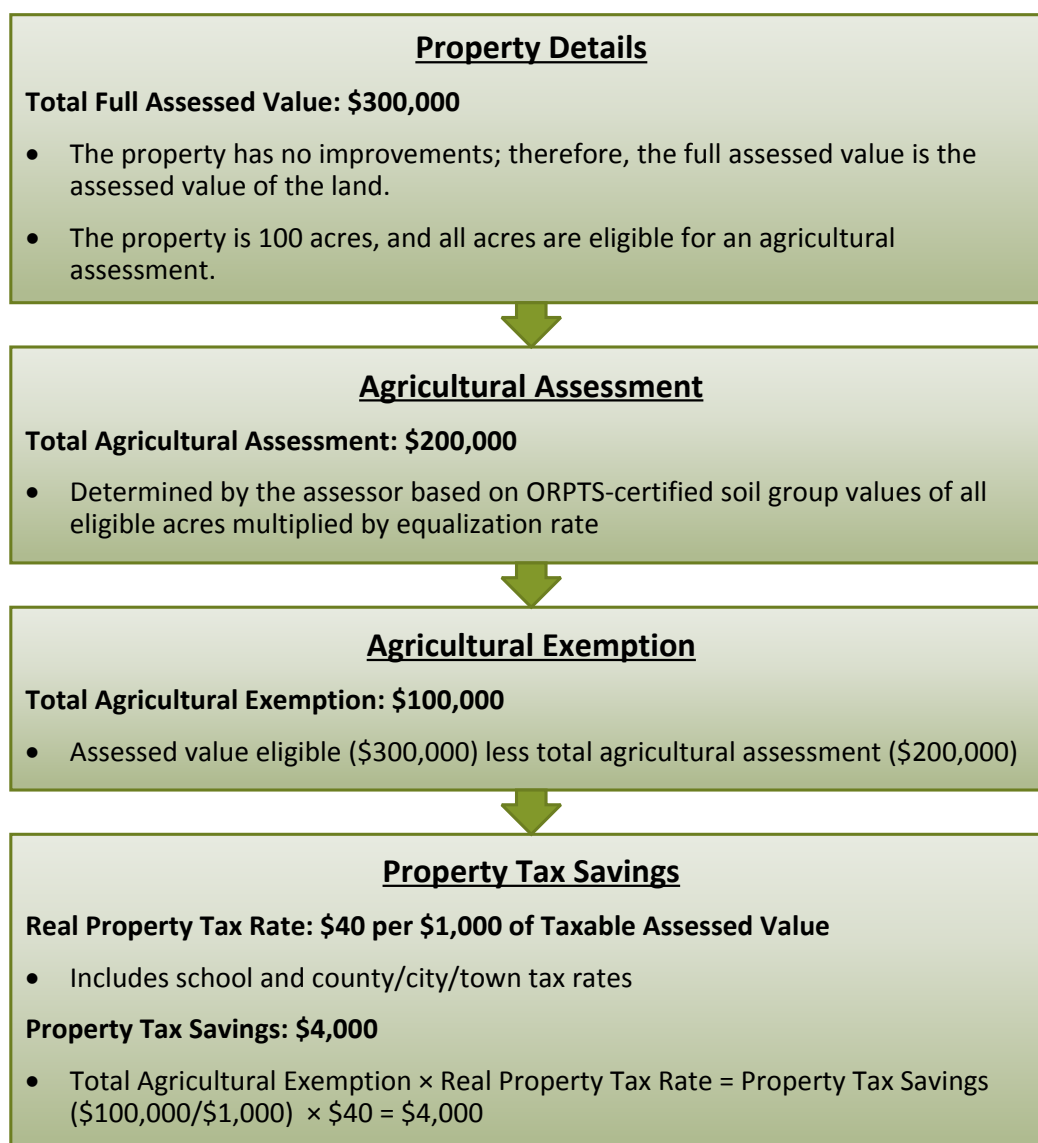 Property Details
Total Full Assessed Value: $300,000
• The property has no improvements; therefore, the full assessed value is the
assessed value of the land.
• The property is 100 acres, and all acres are eligible for an agricultural
assessment.
Agricultural Assessment
Total Agricultural Assessment: $200,000
• Determined by the assessor based on ORPTS-certified soil group values of all
eligible acres multiplied by equalization rate
Agricultural Exemption
Total Agricultural Exemption: $100,000
• Assessed value eligible ($300,000) less total agricultural assessment ($200,000)
Property Tax Savings
Real Property Tax Rate: $40 per $1,000 of Taxable Assessed Value
• Includes school and county/city/town tax rates
Property Tax Savings: $4,000
• Total Agricultural Exemption × Real Property Tax Rate = Property Tax Savings
($100,000/$1,000) × $40 = $4,000